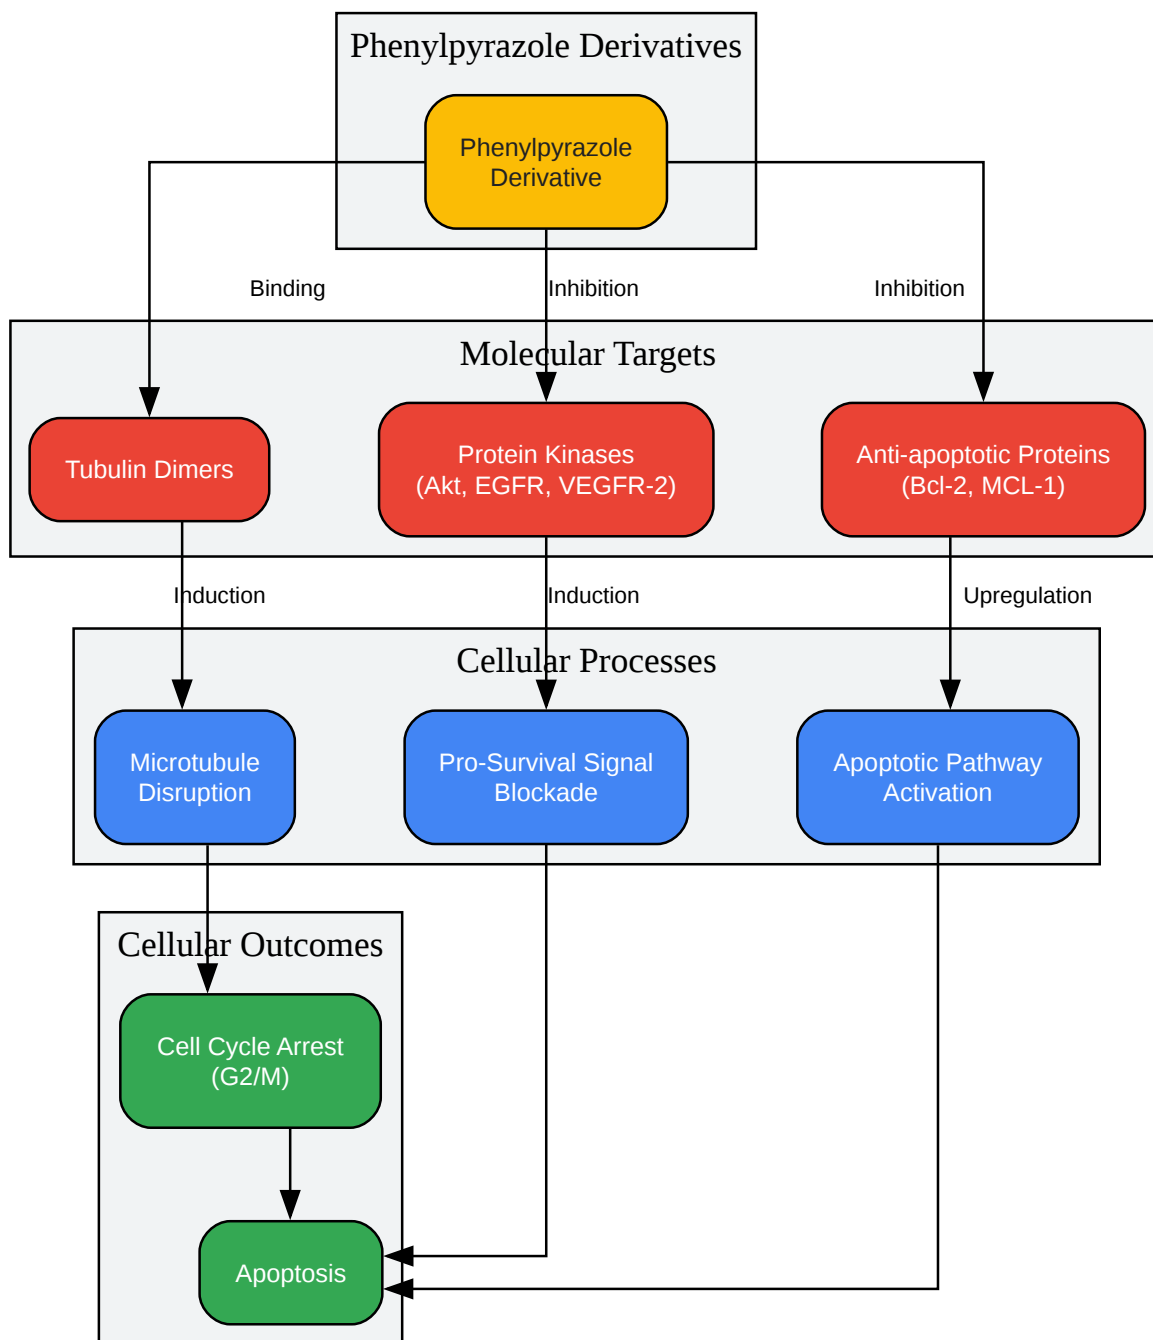 Phenylpyrazole Derivatives
Phenylpyrazole
Derivative
Binding
Inhibition
Inhibition
Molecular Targets
Tubulin Dimers
Protein Kinases
(Akt, EGFR, VEGFR-2)
Anti-apoptotic Proteins
(Bcl-2, MCL-1)
Induction
Induction
Upregulation
Cellular Processes
Microtubule
Disruption
Pro-Survival Signal
Blockade
Apoptotic Pathway
Activation
Cellular Outcomes
Cell Cycle Arrest
(G2/M)
Apoptosis